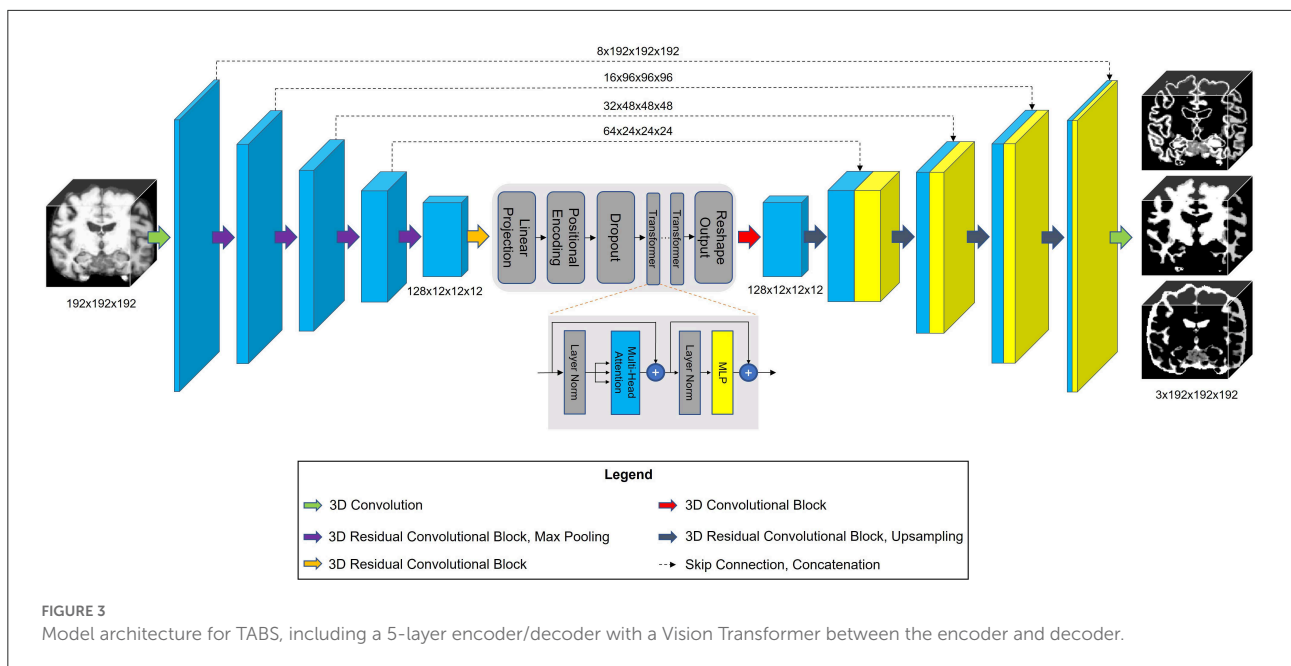 8x192x192x192
16x96x96x96
32x48x48x48
64x24x24x24
192x192x192
128x12x12x12
Linear
Projection
Positional
Encoding
Dropout
Transformer
Transformer
Reshape
Output
128x12x12x12
Layer Norm
Multi-Head
Attention
+
Layer Norm
MLP
+
3x192x192x192
Legend
3D Convolution
3D Convolutional Block
3D Residual Convolutional Block, Max Pooling
3D Residual Convolutional Block, Upsampling
3D Residual Convolutional Block
Skip Connection, Concatenation
FIGURE 3
Model architecture for TABS, including a 5-layer encoder/decoder with a Vision Transformer between the encoder and decoder.